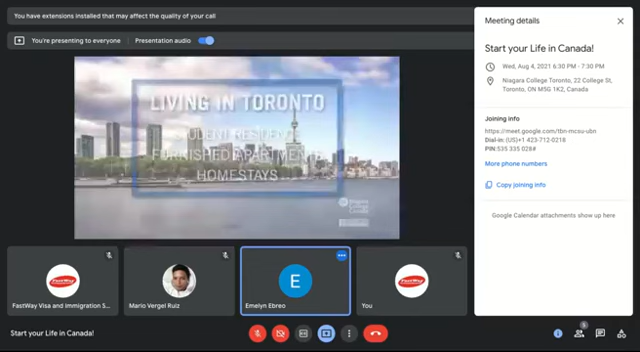 You have extensions installed that may affect the quality of your call
You're presenting to everyone
Presentation audio
LIVING IN TORONTO
STUDENT RESIDENCE
FURNISHED APARTMENTS
HOMESTAYS
FastWay Visa and Immigration S...
Mario Vergel Ruiz
E
Emelyn Ebreo
You
Start your Life in Canada!
Meeting details
Start your Life in Canada!
Wed, Aug 4, 2021 6:30 PM - 7:30 PM
Niagara College Toronto, 22 College St,
Toronto, ON M5G 1K2, Canada
Joining info
https://meet.google.com/tbn-mcsu-ubn
Dial-in: (US)+1 423-712-0218
PIN: 535 335 028#
More phone numbers
Copy joining info
Google Calendar attachments show up here